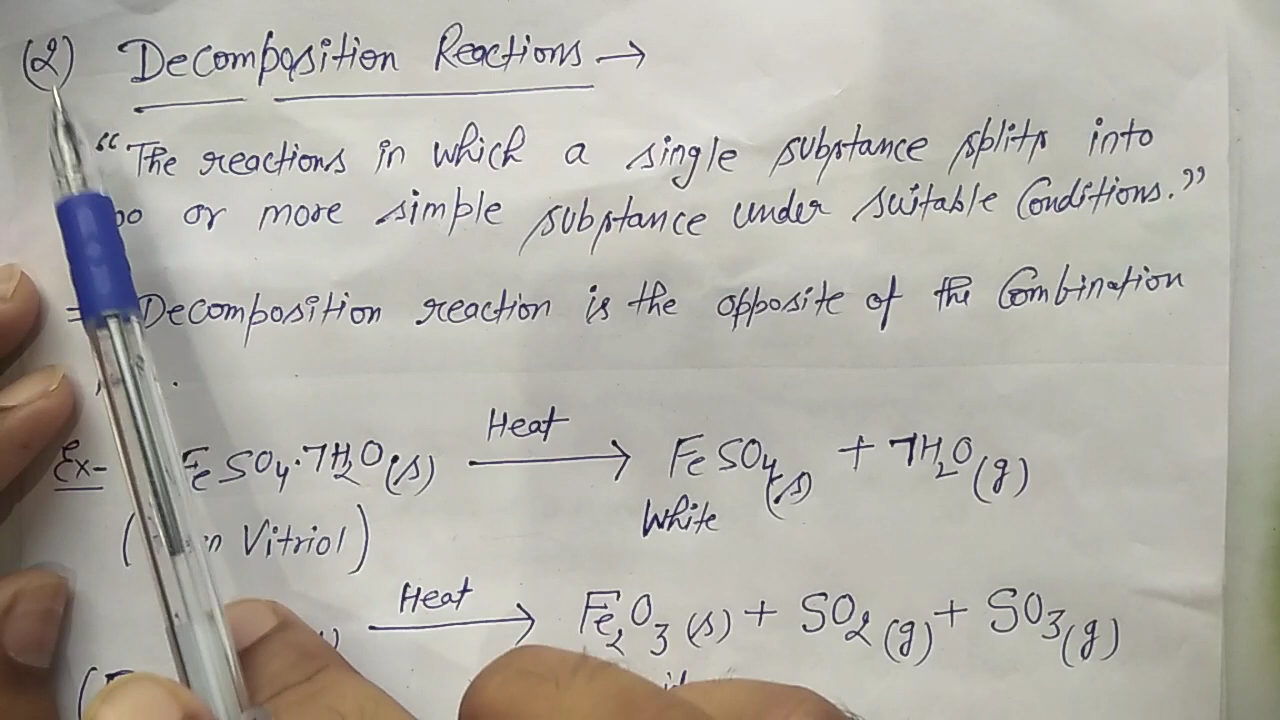 (2) Decomposition Reactions →
“The reactions in which a single substance splits into
or more simple substance under suitable Conditions.”
Decomposition reaction is the opposite of the Combination
Heat
Ex- FeSO₄·7H₂O(s) ⟶ FeSO₄(s) + 7H₂O(g)
( Vitriol) White
Heat
⟶ Fe₂O₃(s) + SO₂(g) + SO₃(g)